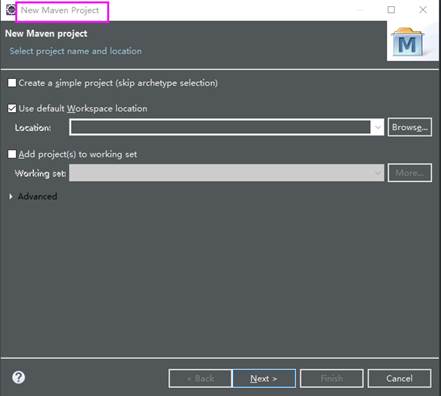 New Maven Project
New Maven project
Select project name and location
M
Create a simple project (skip archetype selection)
Use default Workspace location
Location:
Browse...
Add project(s) to working set
Working set:
More...
Advanced
?
< Back
Next >
Finish
Cancel